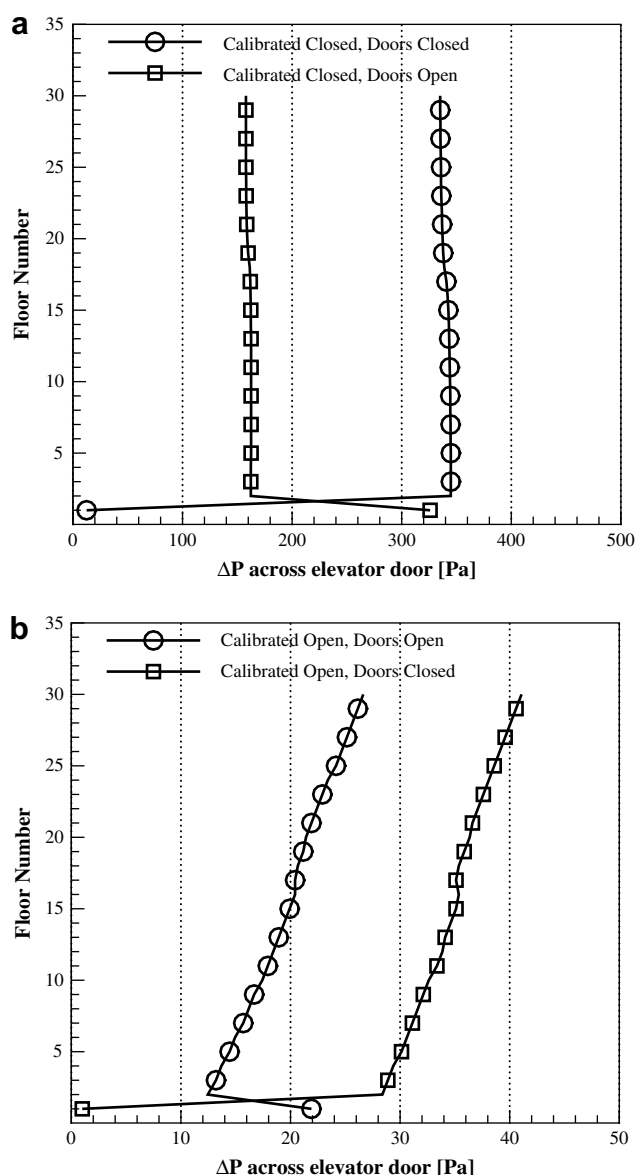 a
35
Calibrated Closed, Doors Closed
Calibrated Closed, Doors Open
30
25
20
15
10
5
Floor Number
0 100 200 300 400 500
ΔP across elevator door [Pa]
b
35
Calibrated Open, Doors Open
Calibrated Open, Doors Closed
30
25
20
15
10
5
Floor Number
0 10 20 30 40 50
ΔP across elevator door [Pa]